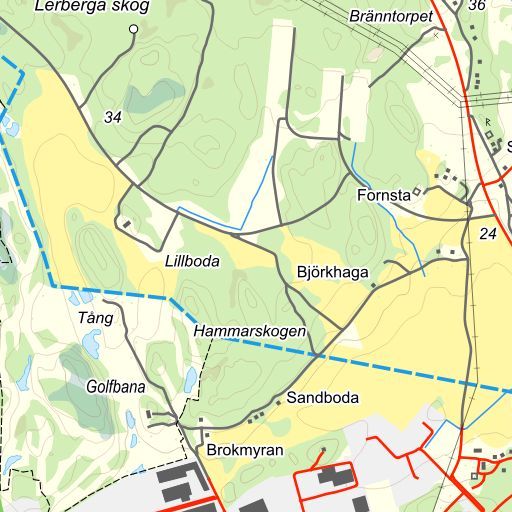 Lerberga skog
Bränntorpet
36
34
R
Fornsta
24
Lillboda
Björkhaga
Tång
Hammarskogen
Golfbana
Sandboda
Brokmyran